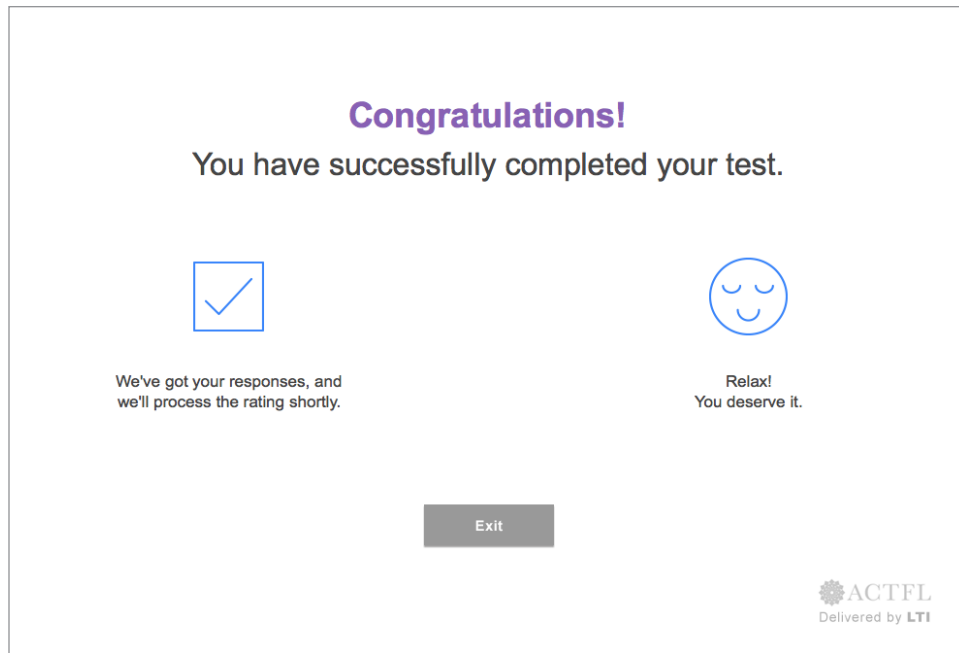 Congratulations!
You have successfully completed your test.
We've got your responses, and
we'll process the rating shortly.
Relax!
You deserve it.
Exit
ACTFL
Delivered by LTI